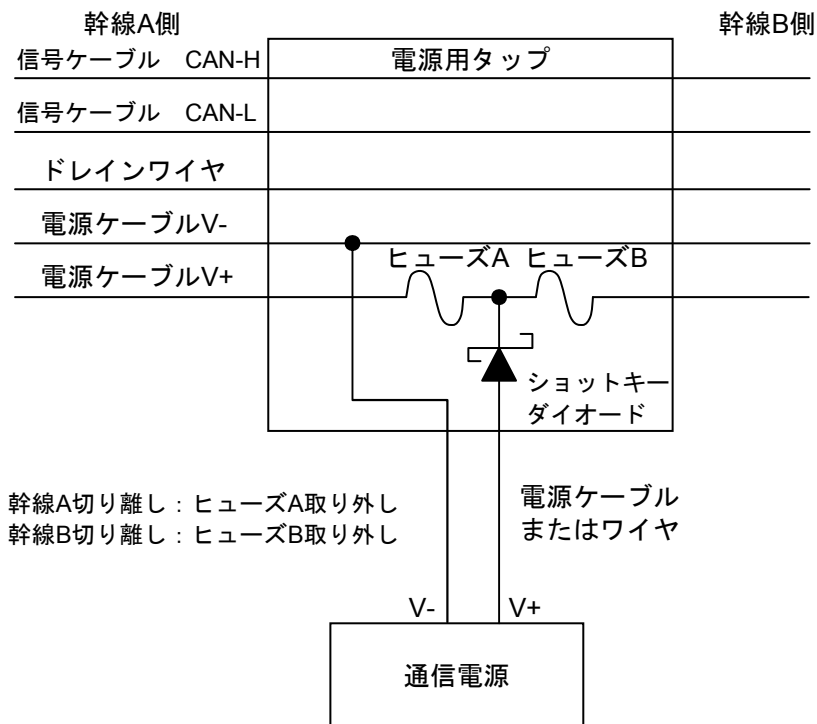 幹線A側
幹線B側
信号ケーブル CAN-H
電源用タップ
信号ケーブル CAN-L
ドレインワイヤ
電源ケーブルV-
ヒューズA ヒューズB
電源ケーブルV+
ショットキー
ダイオード
幹線A切り離し：ヒューズA取り外し
幹線B切り離し：ヒューズB取り外し
電源ケーブル
またはワイヤ
V- V+
通信電源